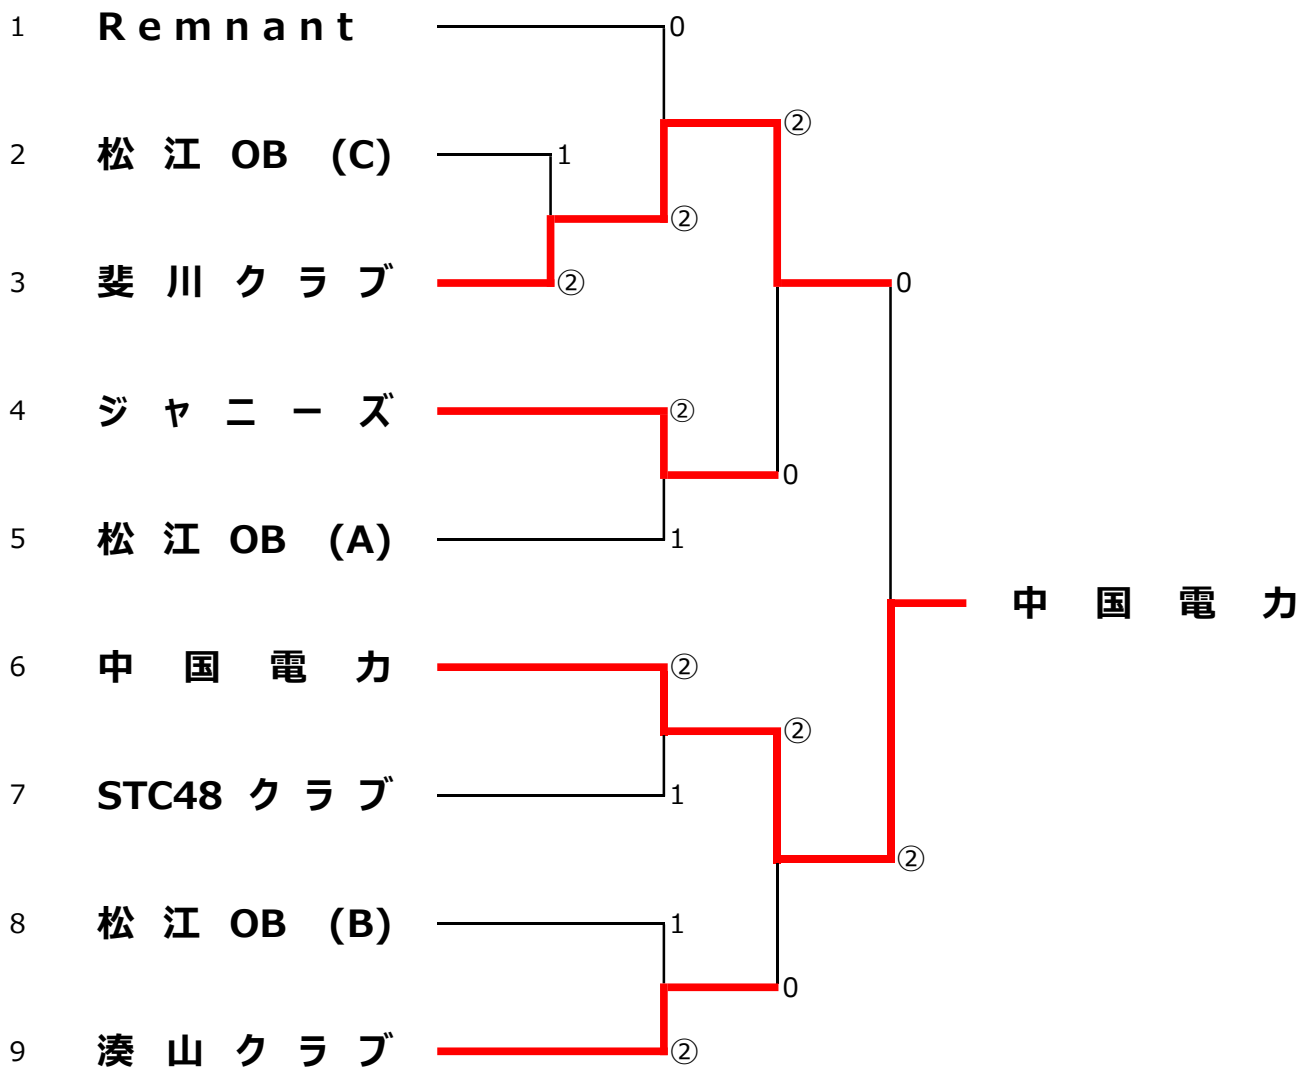 1 Remnant 0
②
2 松江OB (C) 1
②
3 斐川クラブ ② 0
4 ジャニーズ ②
0
5 松江OB (A) 1
中国電力
6 中国電力 ②
②
7 STC48クラブ 1
②
8 松江OB (B) 1
0
9 湊山クラブ ②